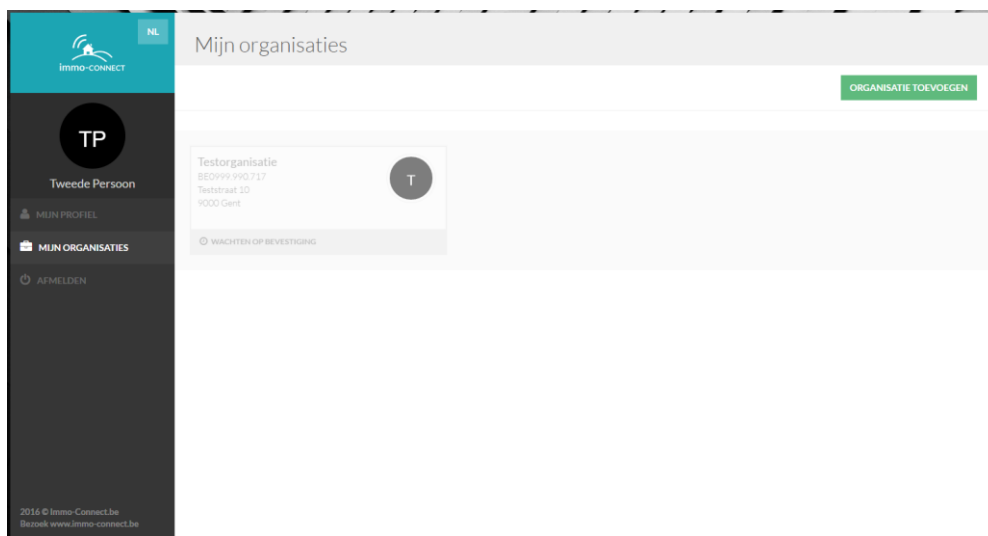 NL
immo-CONNECT
TP
Tweede Persoon
MIJN PROFIEL
MIJN ORGANISATIES
AFMELDEN
2016 © Immo-Connect.be
Bezoek www.immo-connect.be
Mijn organisaties
ORGANISATIE TOEVOEGEN
Testorganisatie
BE0999.990.717
Teststraat 10
9000 Gent
T
WACHTEN OP BEVESTIGING